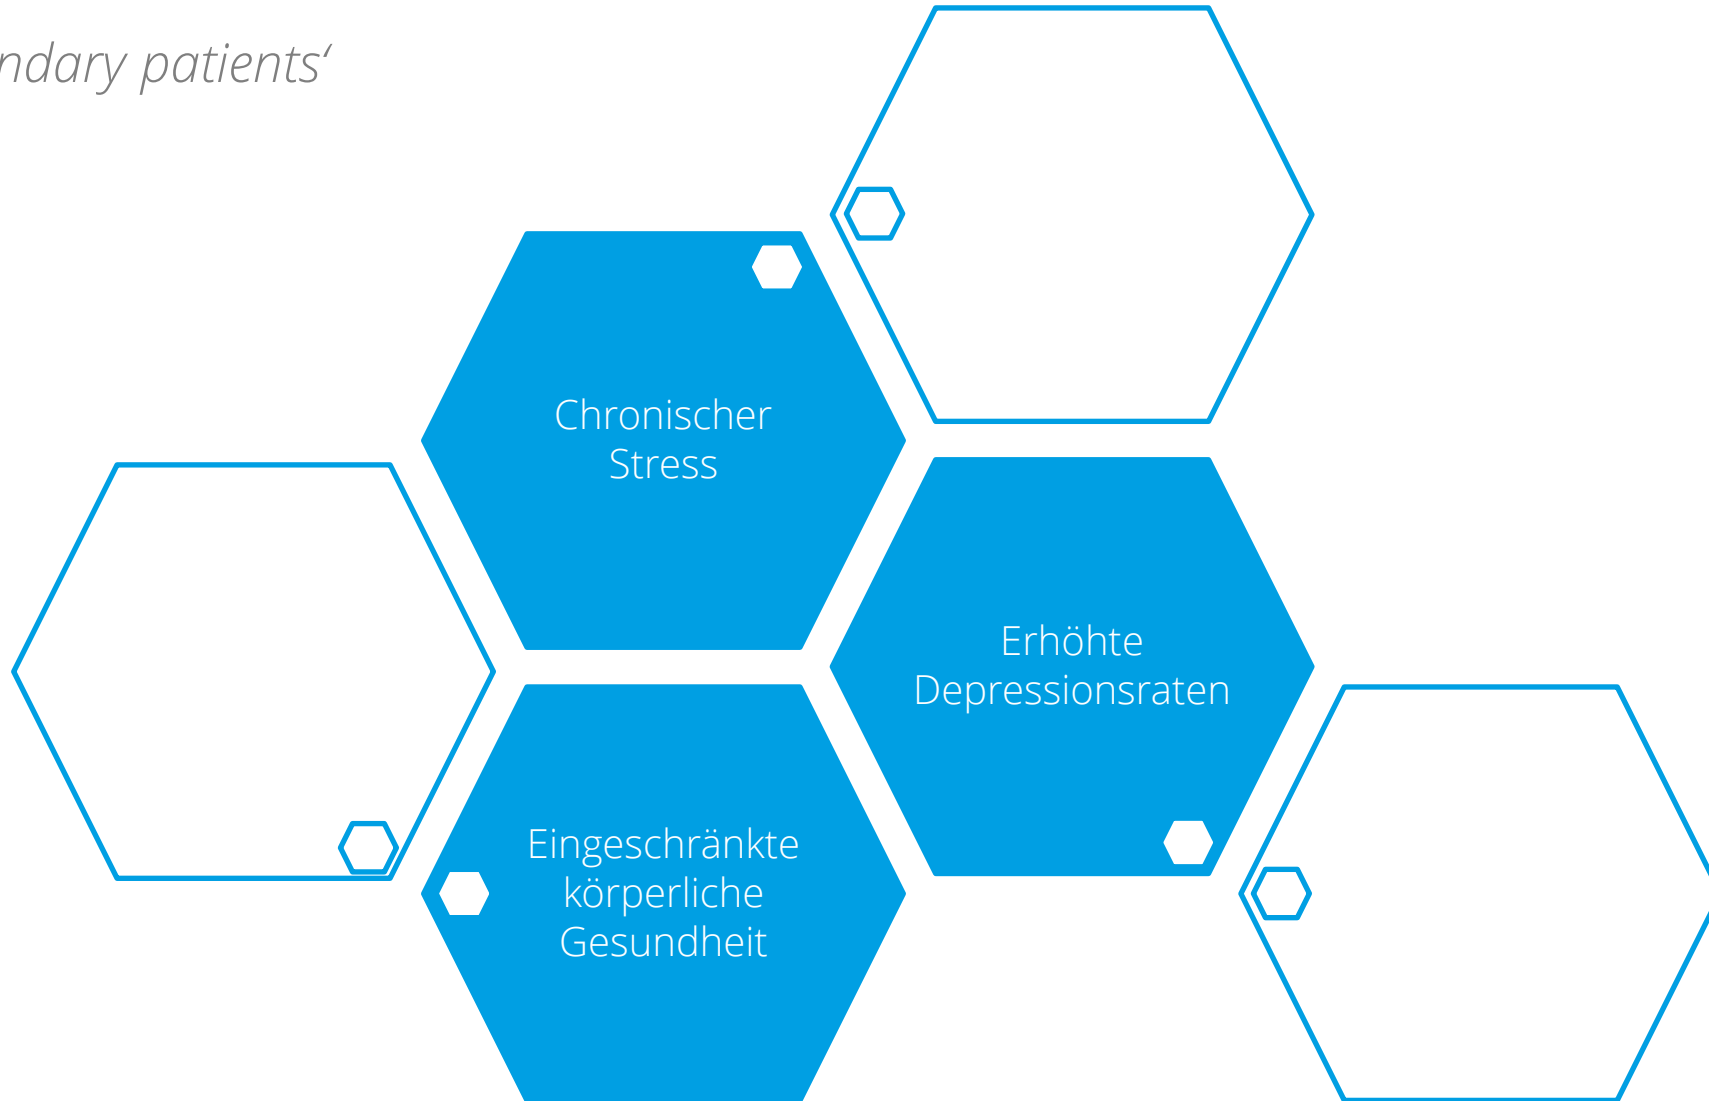 ndary patients‘
Chronischer
Stress
Erhöhte
Depressionsraten
Eingeschränkte
körperliche
Gesundheit